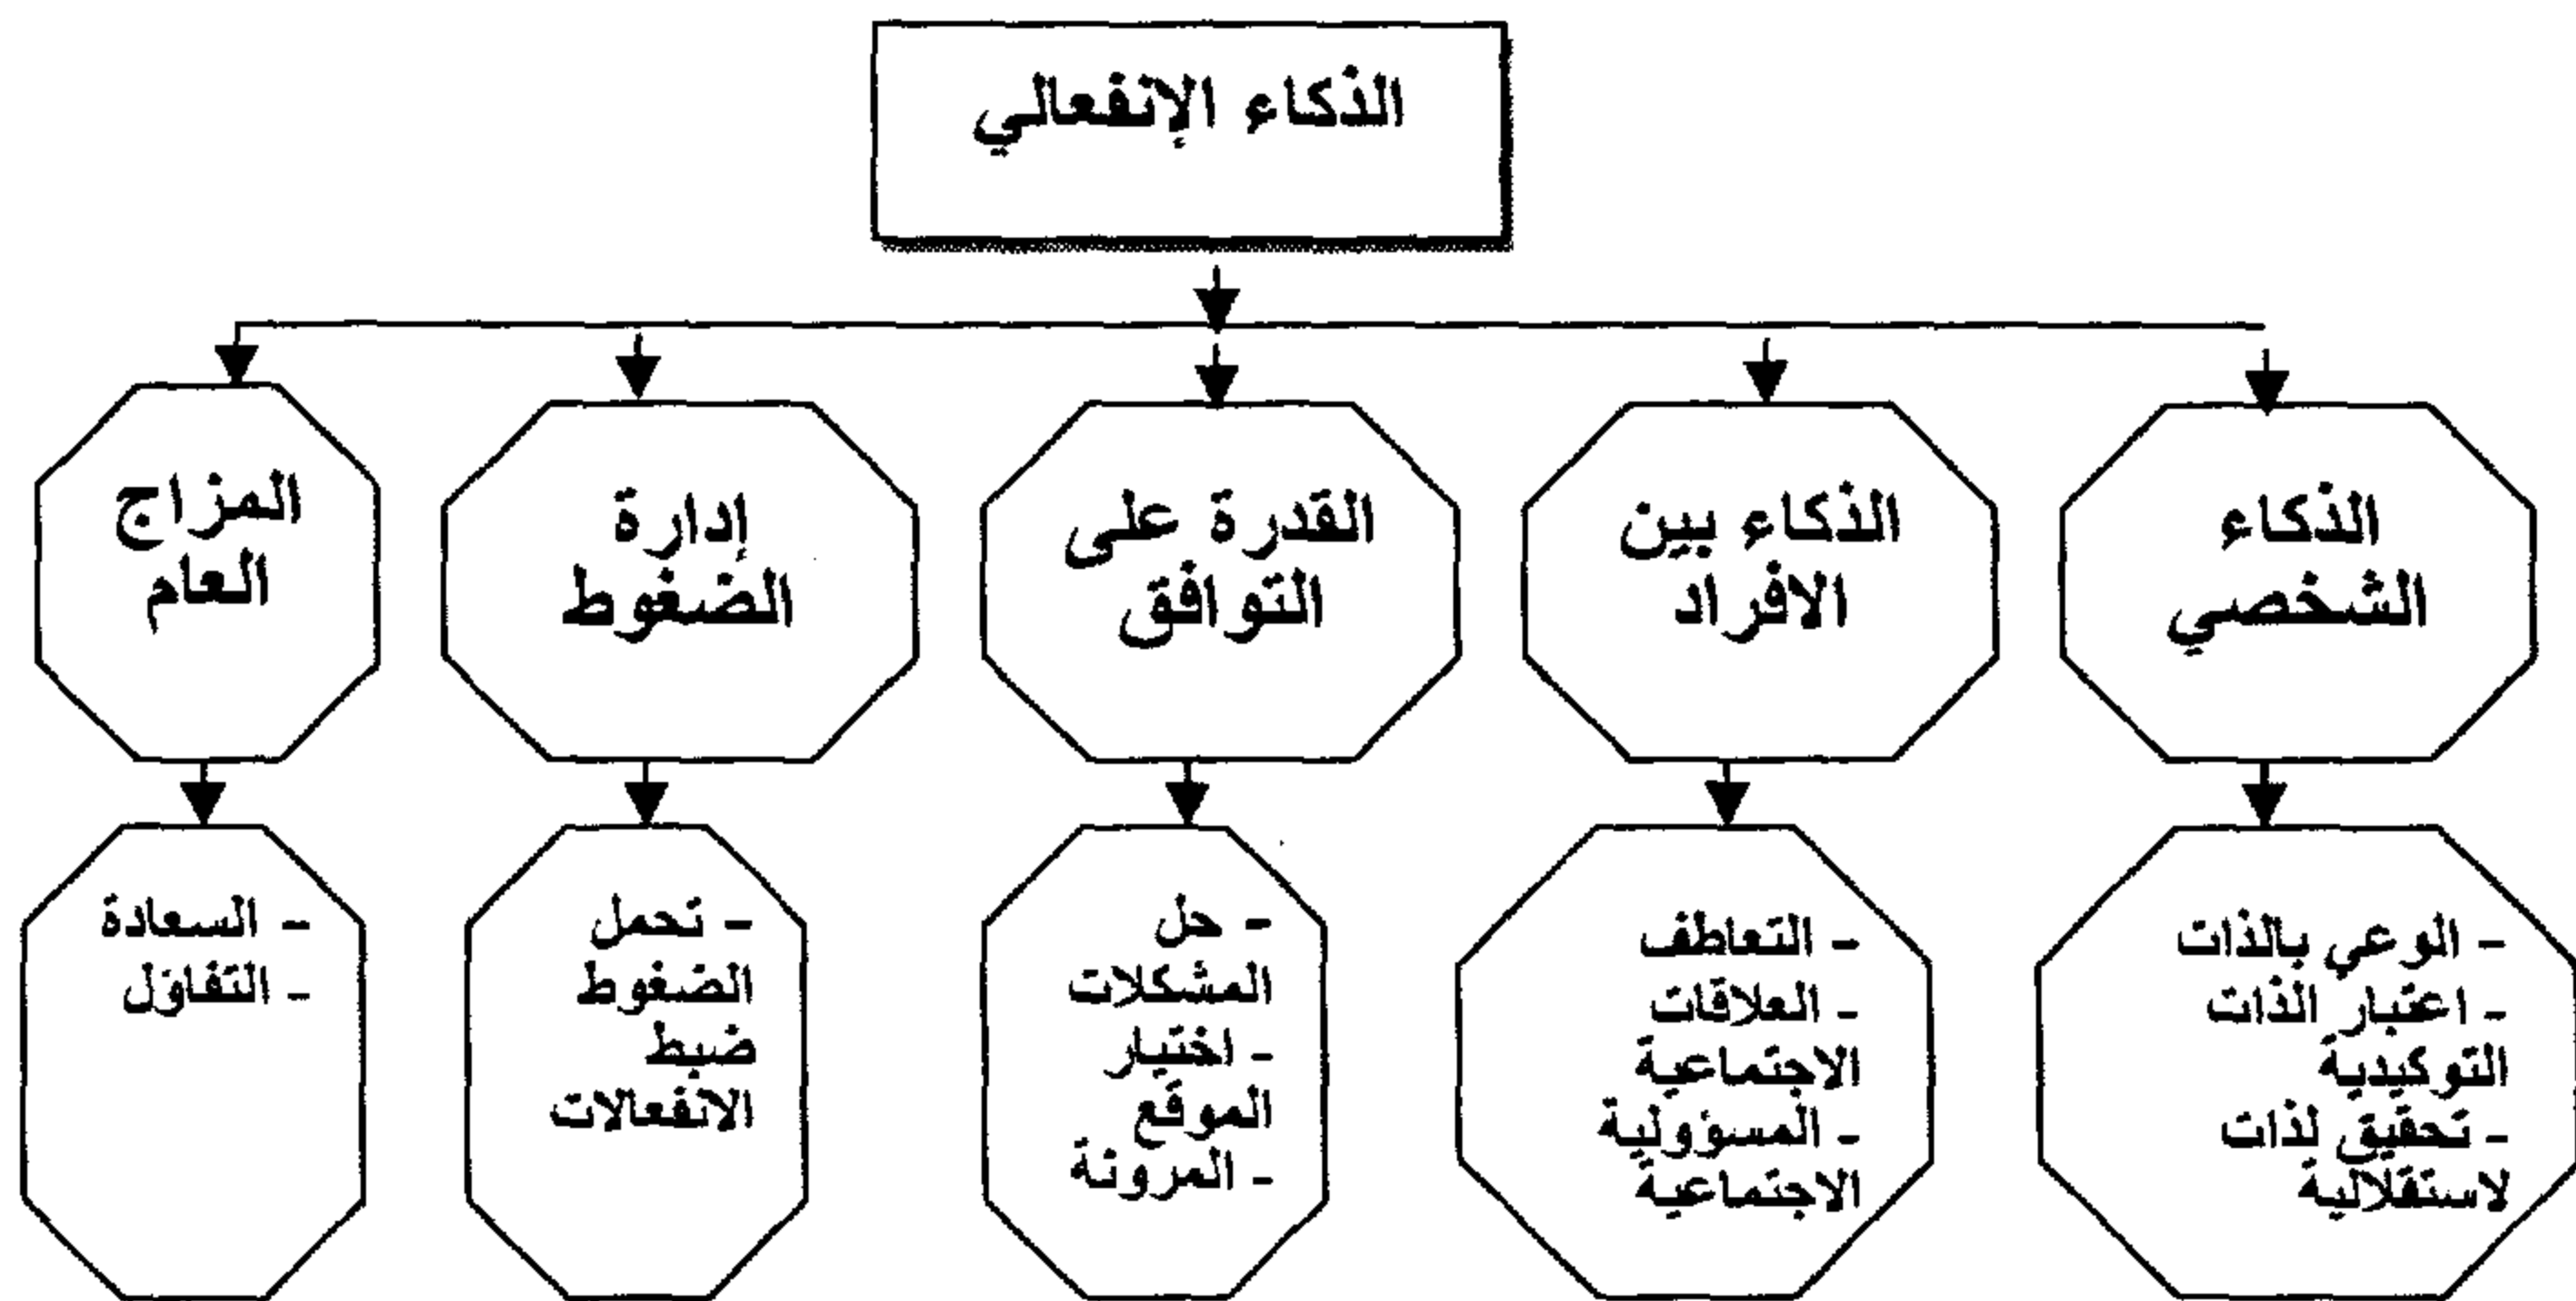 الذكاء الإنفعالي
الذكاء
الشخصي
الذكاء بين
الافراد
القدرة على
التوافق
إدارة
الضغوط
المزاج
العام
- الوعي بالذات
- اعتبار الذات
التوكيدية
- تحقيق لذات
لاستقلالية
- التعاطف
- العلاقات
الاجتماعية
- المسؤولية
الاجتماعية
- حل
المشكلات
- اختيار
الموقع
- المرونة
- تحمل
الضغوط
ضبط
الانفعالات
- السعادة
- التفاؤل